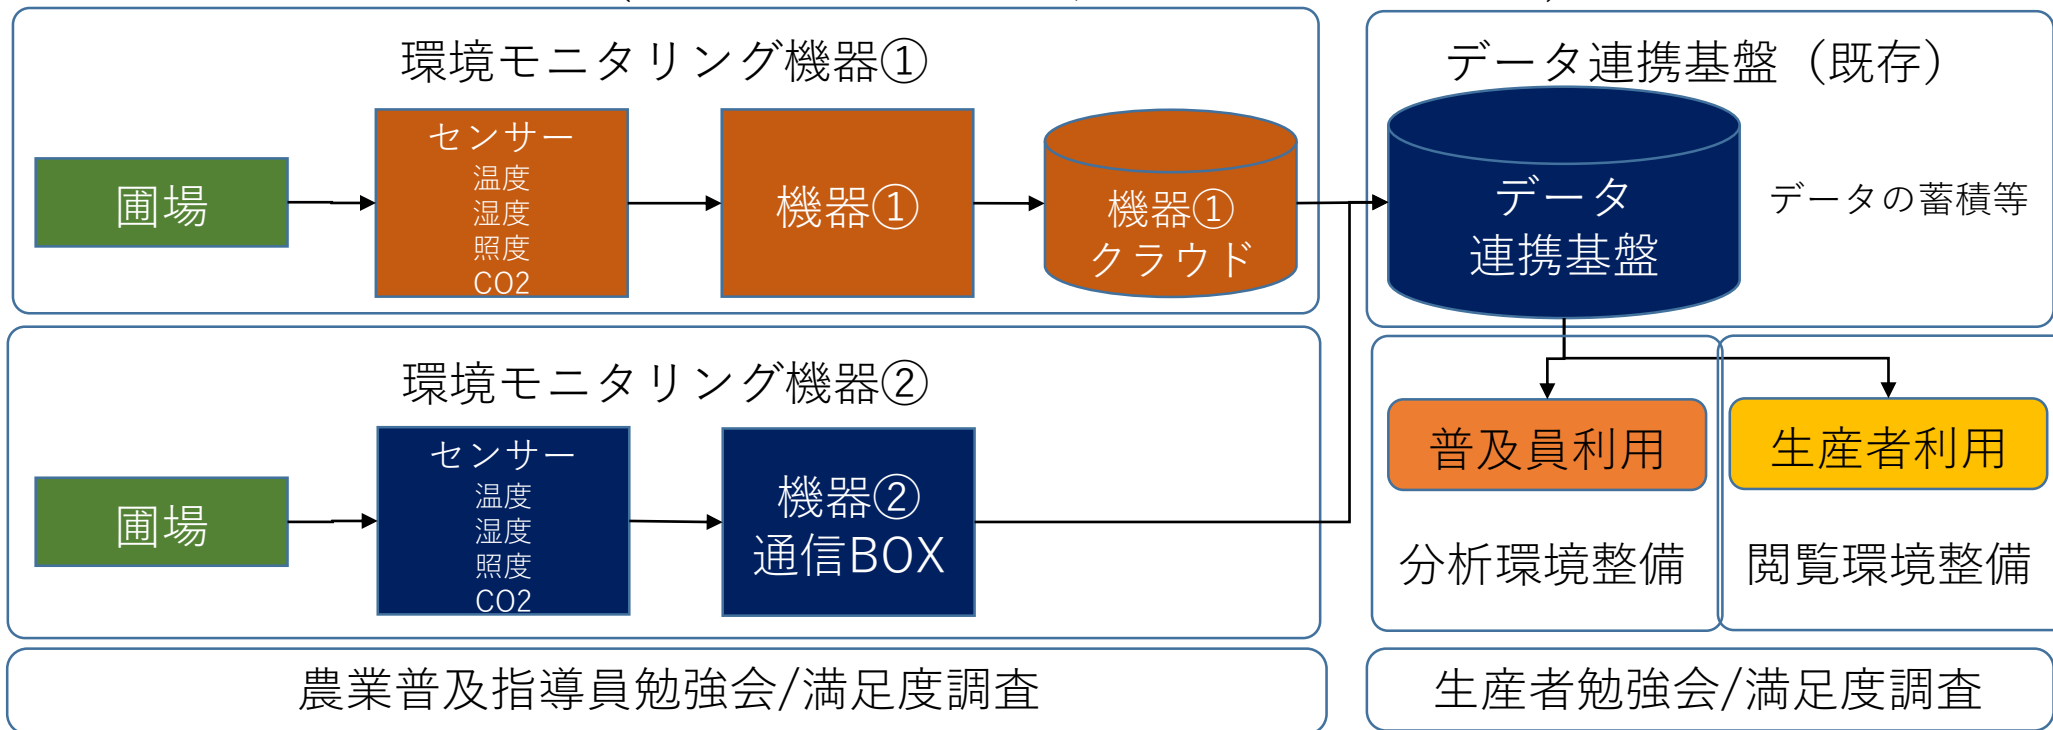 環境モニタリング機器①
圃場
センサー
温度
湿度
照度
CO2
機器①
機器①
クラウド
データ連携基盤（既存）
データ
連携基盤
データの蓄積等
環境モニタリング機器②
圃場
センサー
温度
湿度
照度
CO2
機器②
通信BOX
普及員利用
分析環境整備
生産者利用
閲覧環境整備
農業普及指導員勉強会/満足度調査
生産者勉強会/満足度調査